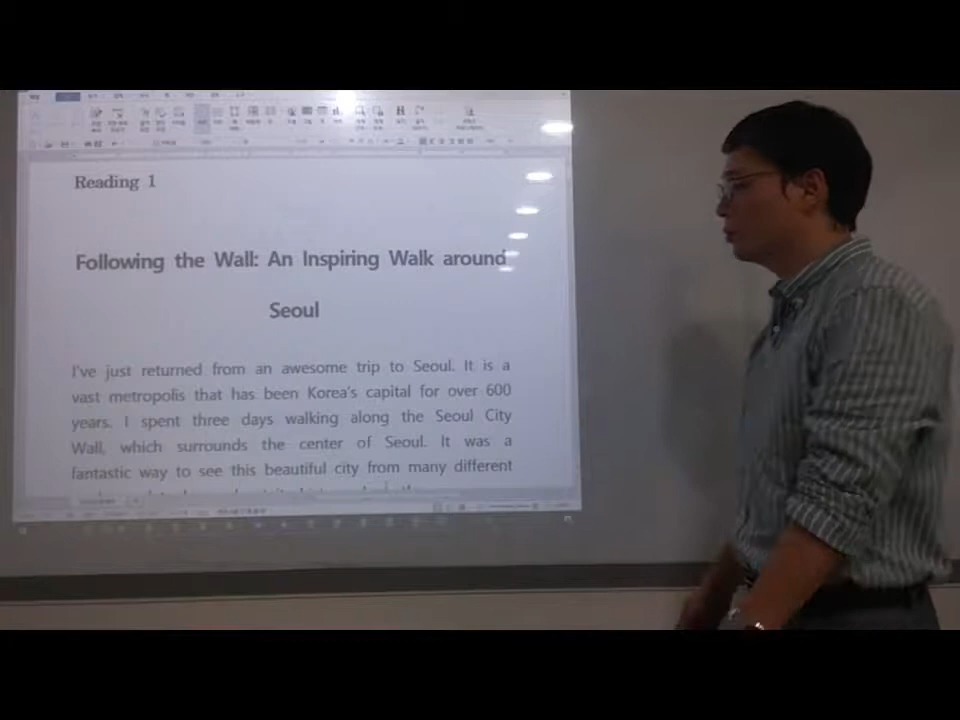 Reading 1
Following the Wall: An Inspiring Walk around
Seoul
I've just returned from an awesome trip to Seoul. It is a
vast metropolis that has been Korea's capital for over 600
years. I spent three days walking along the Seoul City
Wall, which surrounds the center of Seoul. It was a
fantastic way to see this beautiful city from many different